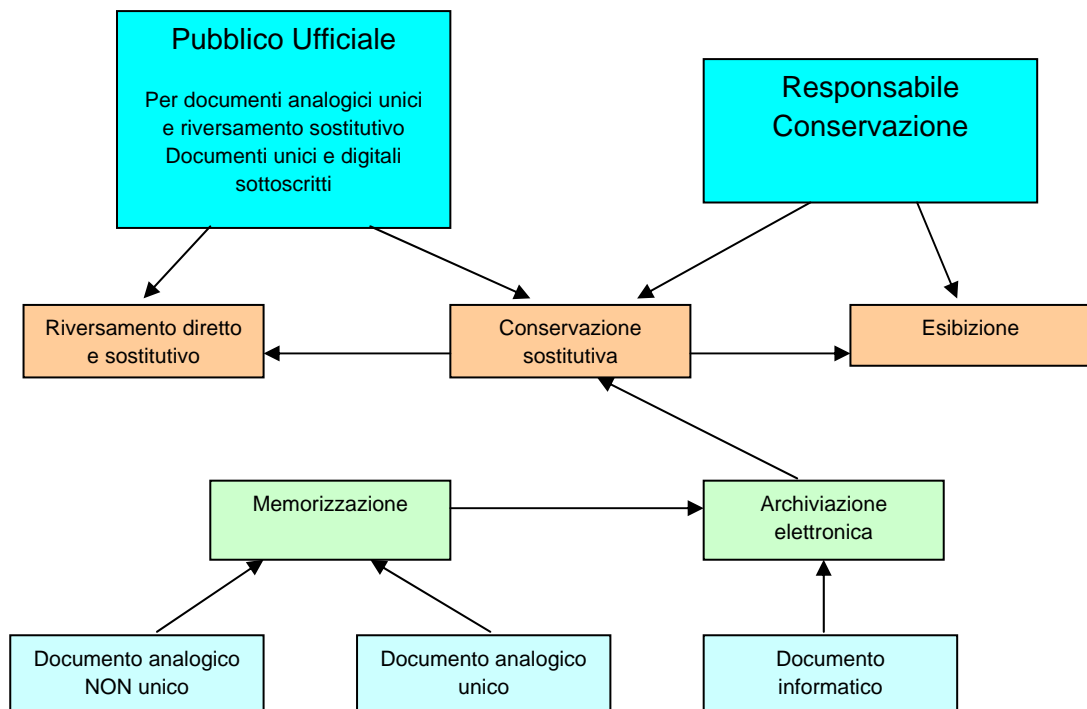 Pubblico Ufficiale
Per documenti analogici unici
e riversamento sostitutivo
Documenti unici e digitali
sottoscritti
Responsabile
Conservazione
Riversamento diretto
e sostitutivo
Conservazione
sostitutiva
Esibizione
Memorizzazione
Archiviazione
elettronica
Documento analogico
NON unico
Documento analogico
unico
Documento
informatico